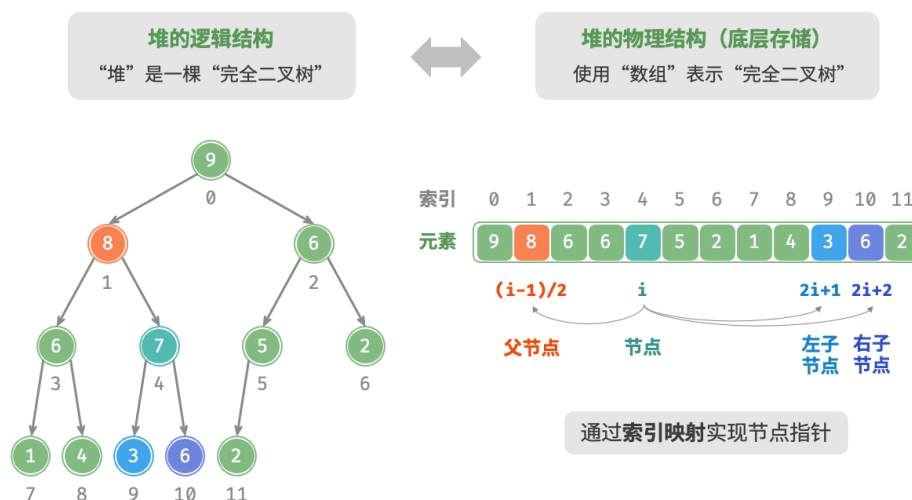 堆的逻辑结构
“堆”是一棵“完全二叉树”
堆的物理结构（底层存储）
使用“数组”表示“完全二叉树”
9
0
8
6
1
2
6
7
5
2
3
4
5
6
1
4
3
6
2
7
8
9
10
11
索引 0 1 2 3 4 5 6 7 8 9 10 11
元素 9 8 6 6 7 5 2 1 4 3 6 2
(i-1)/2 i 2i+1 2i+2
父节点 节点 左子节点 右子节点
通过索引映射实现节点指针